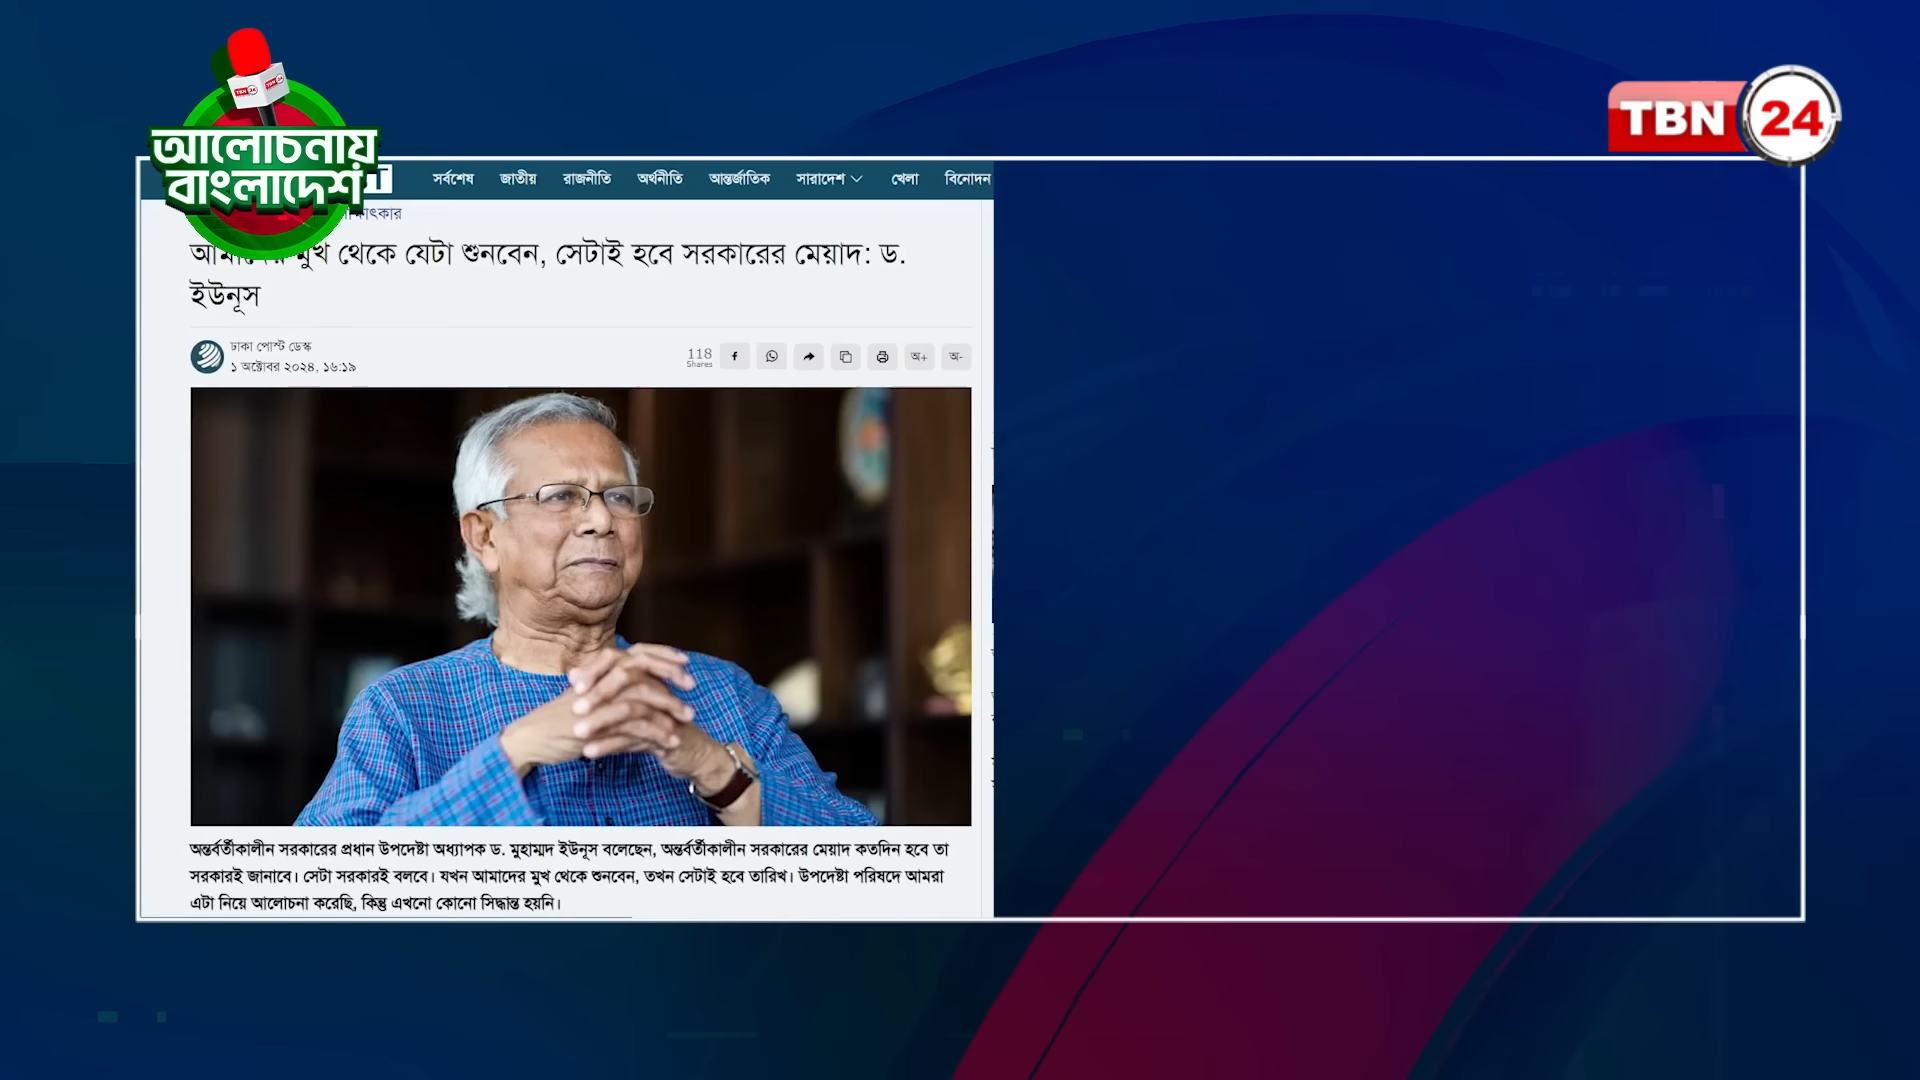 TBN 24
আলোচনায়
বাংলাদেশ
সর্বশেষ জাতীয় রাজনীতি অর্থনীতি আন্তর্জাতিক সারাদেশ খেলা বিনোদন
মুখ থেকে যেটা শুনবেন, সেটাই হবে সরকারের মেয়াদ: ড.
ইউনূস
ঢাকা পোস্ট ডেস্ক
১ অক্টোবর ২০২৪, ১৬:১৯
118
Shares
অ+ অ-
অন্তর্বর্তীকালীন সরকারের প্রধান উপদেষ্টা অধ্যাপক ড. মুহাম্মদ ইউনূস বলেছেন, অন্তর্বর্তীকালীন সরকারের মেয়াদ কতদিন হবে তা
সরকারই জানাবে। সেটা সরকারই বলবে। যখন আমাদের মুখ থেকে শুনবেন, তখন সেটাই হবে তারিখ। উপদেষ্টা পরিষদে আমরা
এটা নিয়ে আলোচনা করেছি, কিন্তু এখনো কোনো সিদ্ধান্ত হয়নি।